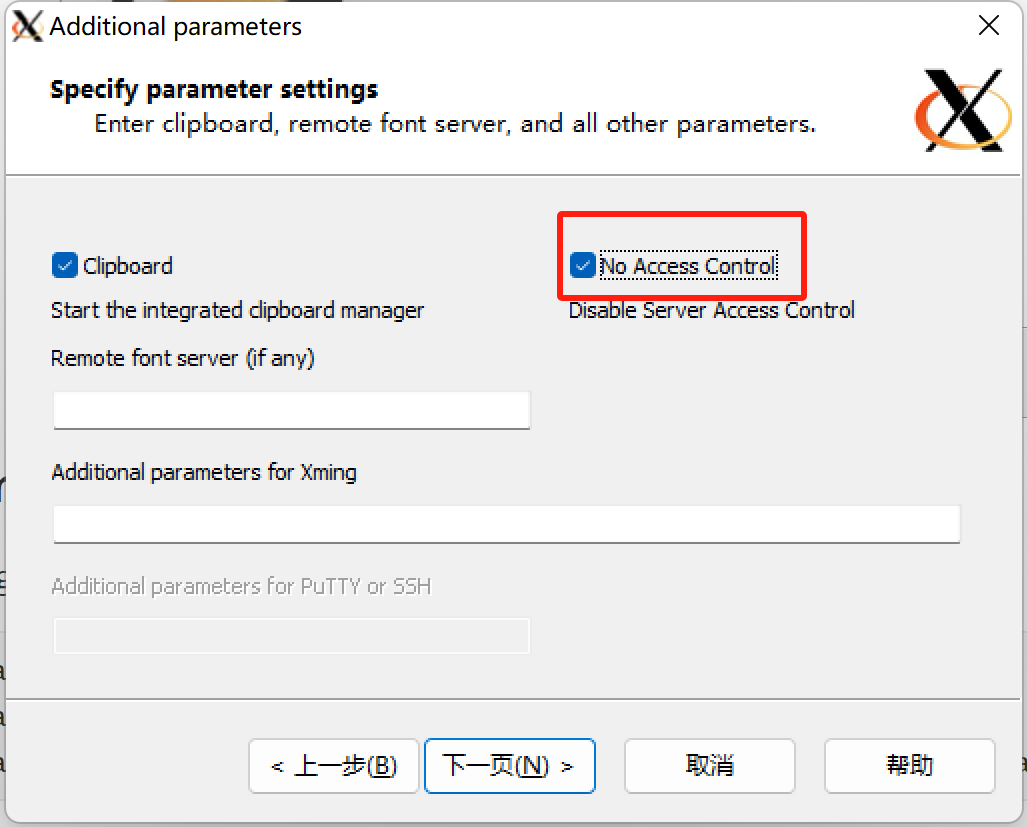 Additional parameters
Specify parameter settings
Enter clipboard, remote font server, and all other parameters.
Clipboard
No Access Control
Start the integrated clipboard manager
Disable Server Access Control
Remote font server (if any)
Additional parameters for Xming
Additional parameters for PuTTY or SSH
< 上一步(B)
下一页(N) >
取消
帮助